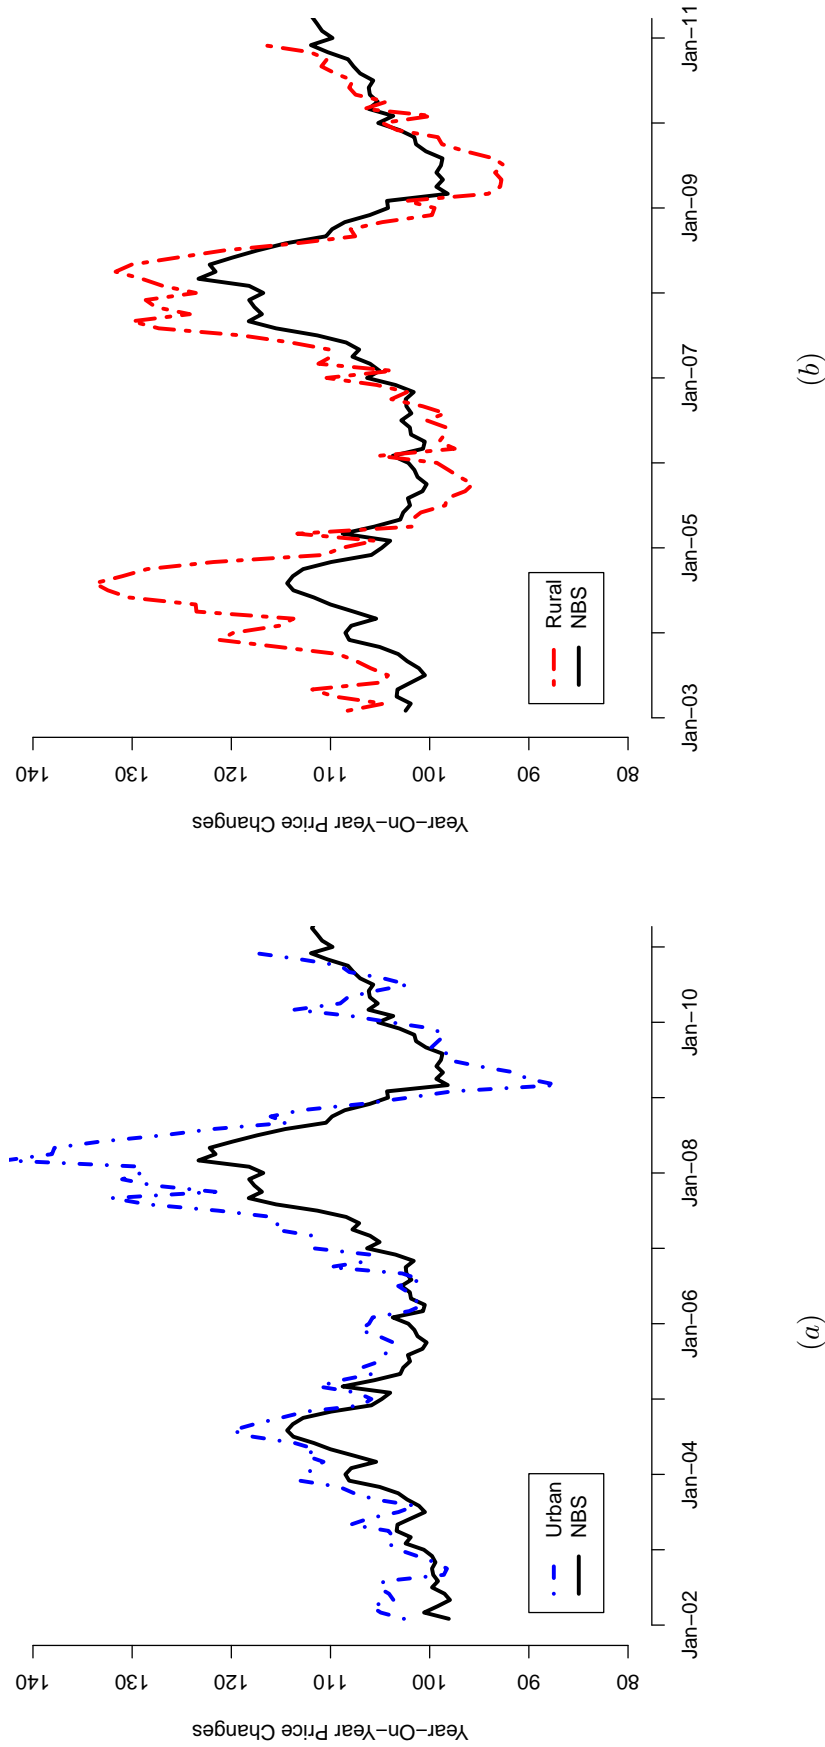 Year−On−Year Price Changes
140
130
120
110
100
90
80
Urban
NBS
Jan−02
Jan−04
Jan−06
Jan−08
Jan−10
(a)
Year−On−Year Price Changes
140
130
120
110
100
90
80
Rural
NBS
Jan−03
Jan−05
Jan−07
Jan−09
Jan−11
(b)